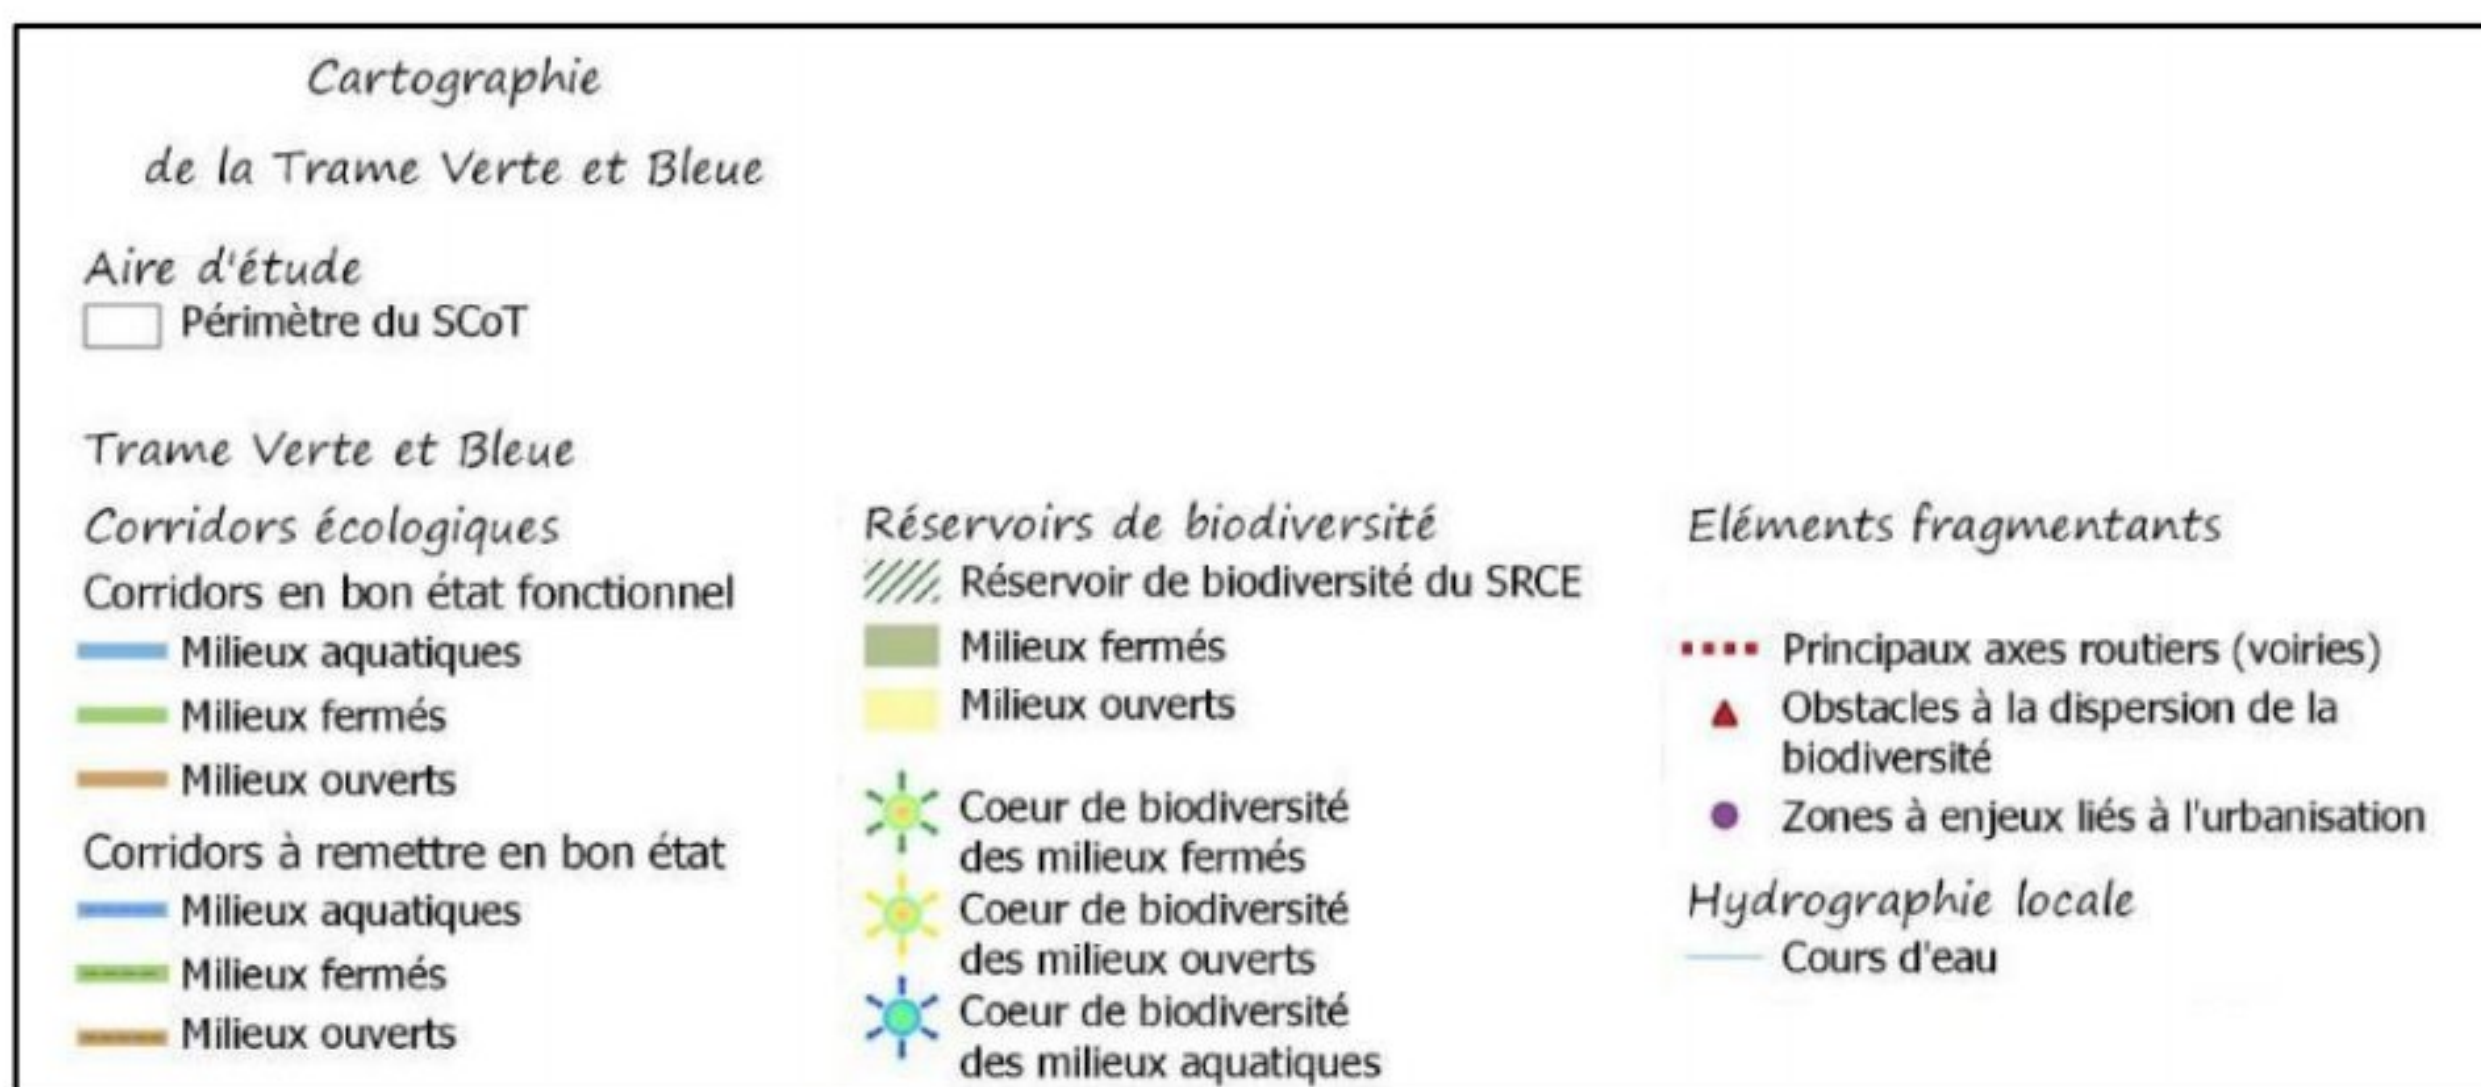 Cartographie
de la Trame Verte et Bleue
Aire d'étude
Périmètre du SCoT
Trame Verte et Bleue
Corridors écologiques
Corridors en bon état fonctionnel
Milieux aquatiques
Milieux fermés
Milieux ouverts
Corridors à remettre en bon état
Milieux aquatiques
Milieux fermés
Milieux ouverts
Réservoirs de biodiversité
Réservoir de biodiversité du SRCE
Milieux fermés
Milieux ouverts
Coeur de biodiversité
des milieux fermés
Coeur de biodiversité
des milieux ouverts
Coeur de biodiversité
des milieux aquatiques
Eléments fragmentants
Principaux axes routiers (voiries)
Obstacles à la dispersion de la
biodiversité
Zones à enjeux liés à l'urbanisation
Hydrographie locale
Cours d'eau